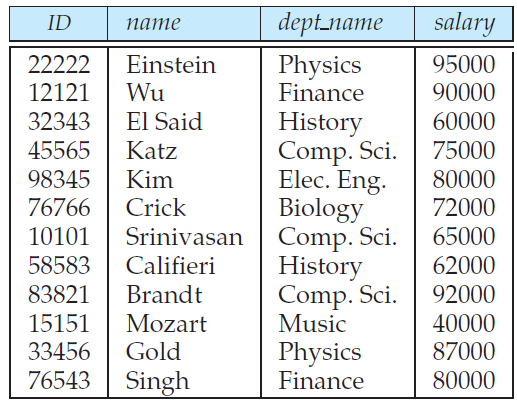 ID name dept_name salary
22222 Einstein Physics 95000
12121 Wu Finance 90000
32343 El Said History 60000
45565 Katz Comp. Sci. 75000
98345 Kim Elec. Eng. 80000
76766 Crick Biology 72000
10101 Srinivasan Comp. Sci. 65000
58583 Califieri History 62000
83821 Brandt Comp. Sci. 92000
15151 Mozart Music 40000
33456 Gold Physics 87000
76543 Singh Finance 80000